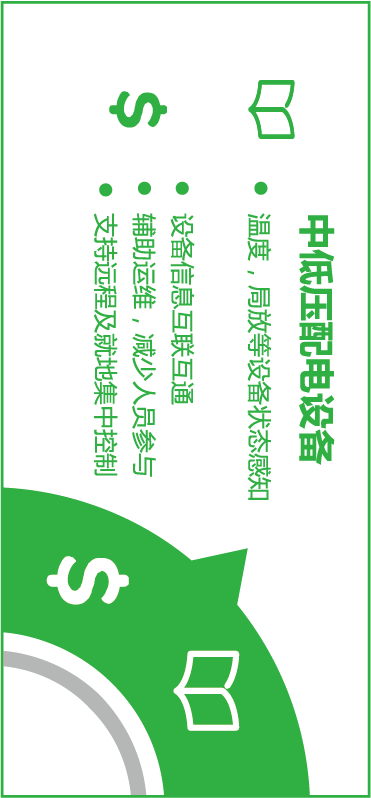 中低压配电设备
• 温度，局放等设备状态感知
• 设备信息互联互通
• 辅助运维，减少人员参与
• 支持远程及就地集中控制
$
$